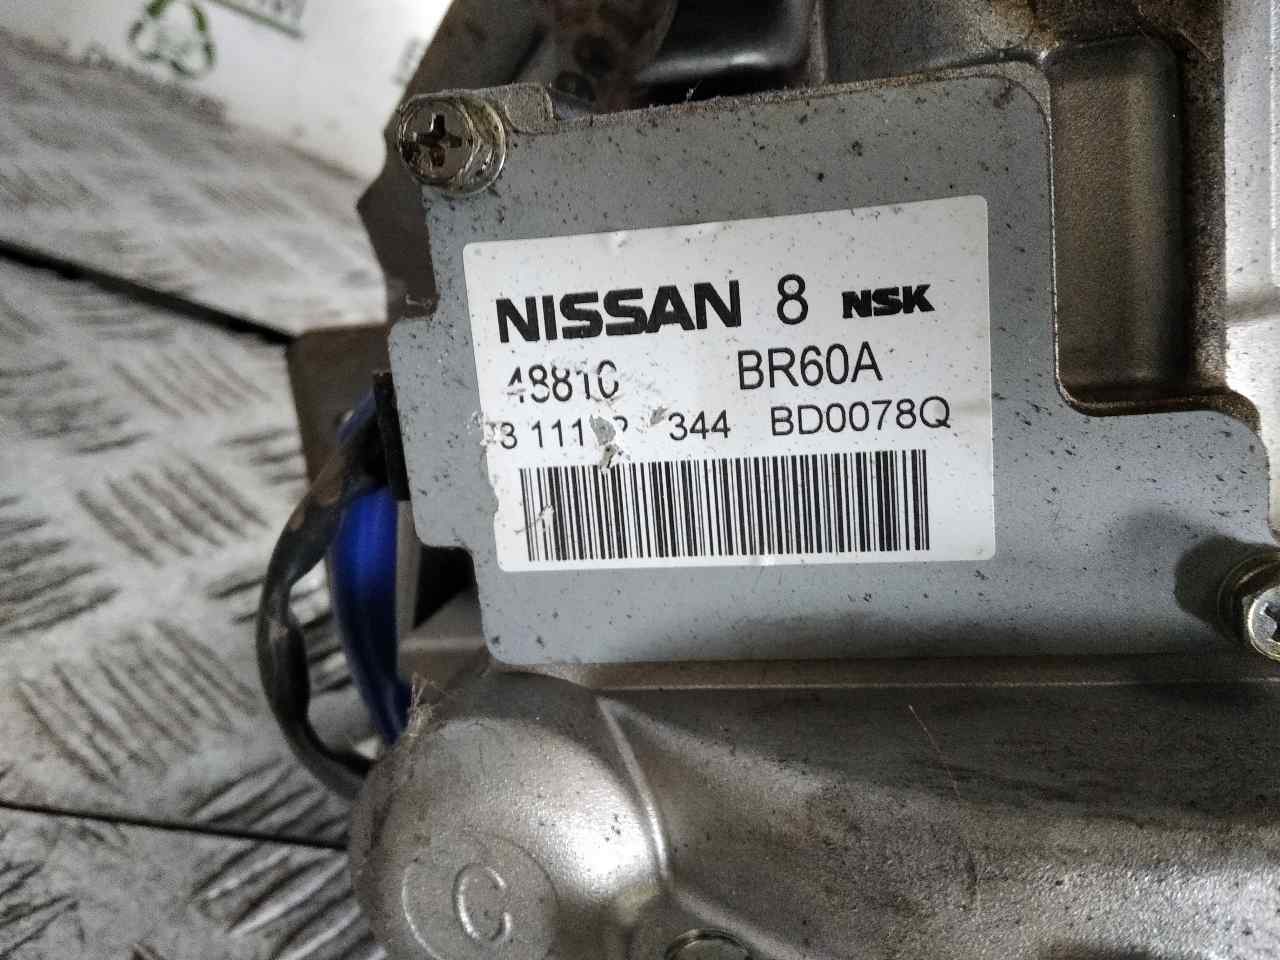 NISSAN 8 NSK
48810 BR60A
344 BD0078Q
C